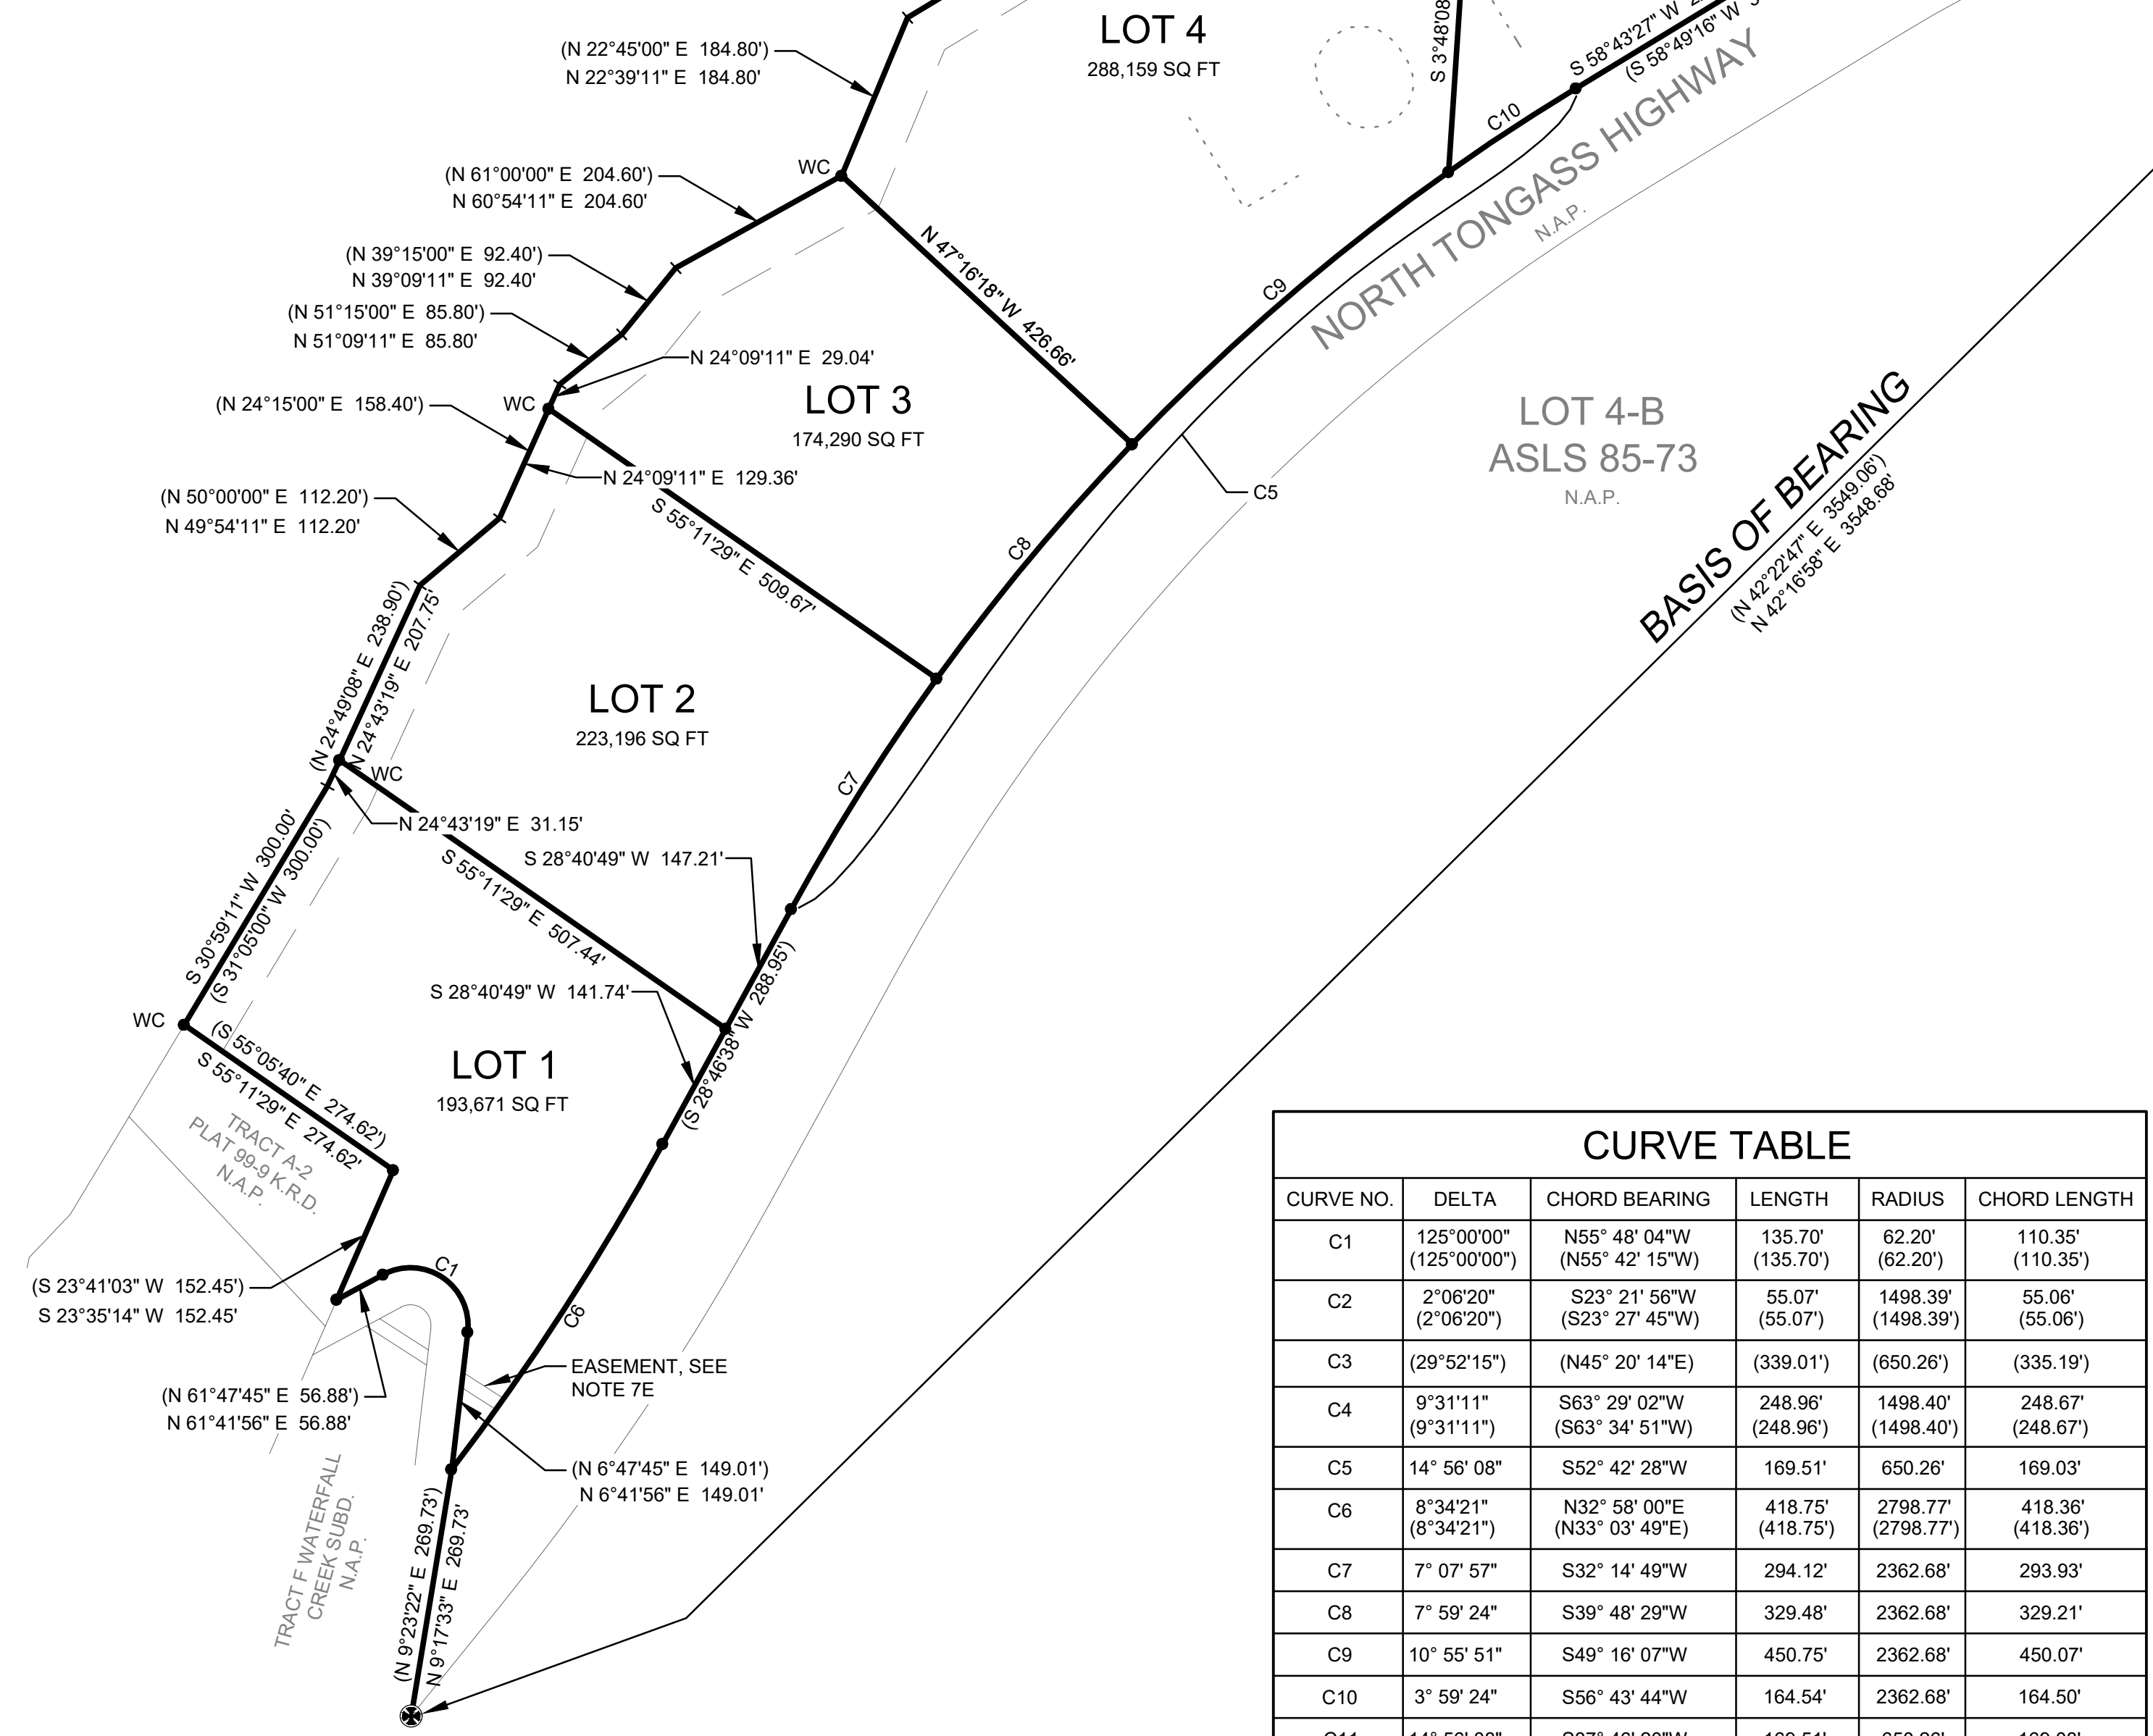 LOT 4
288,159 SQ FT
(N 22°45'00" E 184.80')
N 22°39'11" E 184.80'
S 3°48'08
S 58°43'27" W
(S 58°49'16" W
C10
NORTH TONGASS HIGHWAY
N.A.P.
WC
(N 61°00'00" E 204.60')
N 60°54'11" E 204.60'
N 47°16'18" W 426.66'
C9
(N 39°15'00" E 92.40')
N 39°09'11" E 92.40'
(N 51°15'00" E 85.80')
N 51°09'11" E 85.80'
N 24°09'11" E 29.04'
(N 24°15'00" E 158.40')
WC
LOT 3
174,290 SQ FT
N 24°09'11" E 129.36'
LOT 4-B
ASLS 85-73
N.A.P.
BASIS OF BEARING
(N 42°22'47" E 3549.06')
N 42°16'58" E 3548.68'
C5
(N 50°00'00" E 112.20')
N 49°54'11" E 112.20'
S 55°11'29" E 509.67'
C8
(N 24°49'08" E 238.90')
N 24°43'19" E 207.75'
LOT 2
223,196 SQ FT
WC
C7
N 24°43'19" E 31.15'
S 28°40'49" W 147.21'
S 55°11'29" E 507.44'
S 30°59'11" W 300.00'
(S 31°05'00" W 300.00')
S 28°40'49" W 141.74'
(S 28°46'38" W 288.95')
WC
(S 55°05'40" E 274.62')
S 55°11'29" E 274.62'
LOT 1
193,671 SQ FT
TRACT A-2
PLAT 99-9 K.R.D.
N.A.P.
C1
(S 23°41'03" W 152.45')
S 23°35'14" W 152.45'
C6
EASEMENT, SEE
NOTE 7E
(N 61°47'45" E 56.88')
N 61°41'56" E 56.88'
(N 6°47'45" E 149.01')
N 6°41'56" E 149.01'
TRACT F WATERFALL
CREEK SUBD.
N.A.P.
(N 9°23'22" E 269.73')
N 9°17'33" E 269.73'
CURVE TABLE
CURVE NO. DELTA CHORD BEARING LENGTH RADIUS CHORD LENGTH
C1 125°00'00" N55° 48' 04"W 135.70' 62.20' 110.35'
(125°00'00") (N55° 42' 15"W) (135.70') (62.20') (110.35')
C2 2°06'20" S23° 21' 56"W 55.07' 1498.39' 55.06'
(2°06'20") (S23° 27' 45"W) (55.07') (1498.39') (55.06')
C3 (29°52'15") (N45° 20' 14"E) (339.01') (650.26') (335.19')
C4 9°31'11" S63° 29' 02"W 248.96' 1498.40' 248.67'
(9°31'11") (S63° 34' 51"W) (248.96') (1498.40') (248.67')
C5 14° 56' 08" S52° 42' 28"W 169.51' 650.26' 169.03'
C6 8°34'21" N32° 58' 00"E 418.75' 2798.77' 418.36'
(8°34'21") (N33° 03' 49"E) (418.75') (2798.77') (418.36')
C7 7° 07' 57" S32° 14' 49"W 294.12' 2362.68' 293.93'
C8 7° 59' 24" S39° 48' 29"W 329.48' 2362.68' 329.21'
C9 10° 55' 51" S49° 16' 07"W 450.75' 2362.68' 450.07'
C10 3° 59' 24" S56° 43' 44"W 164.54' 2362.68' 164.50'